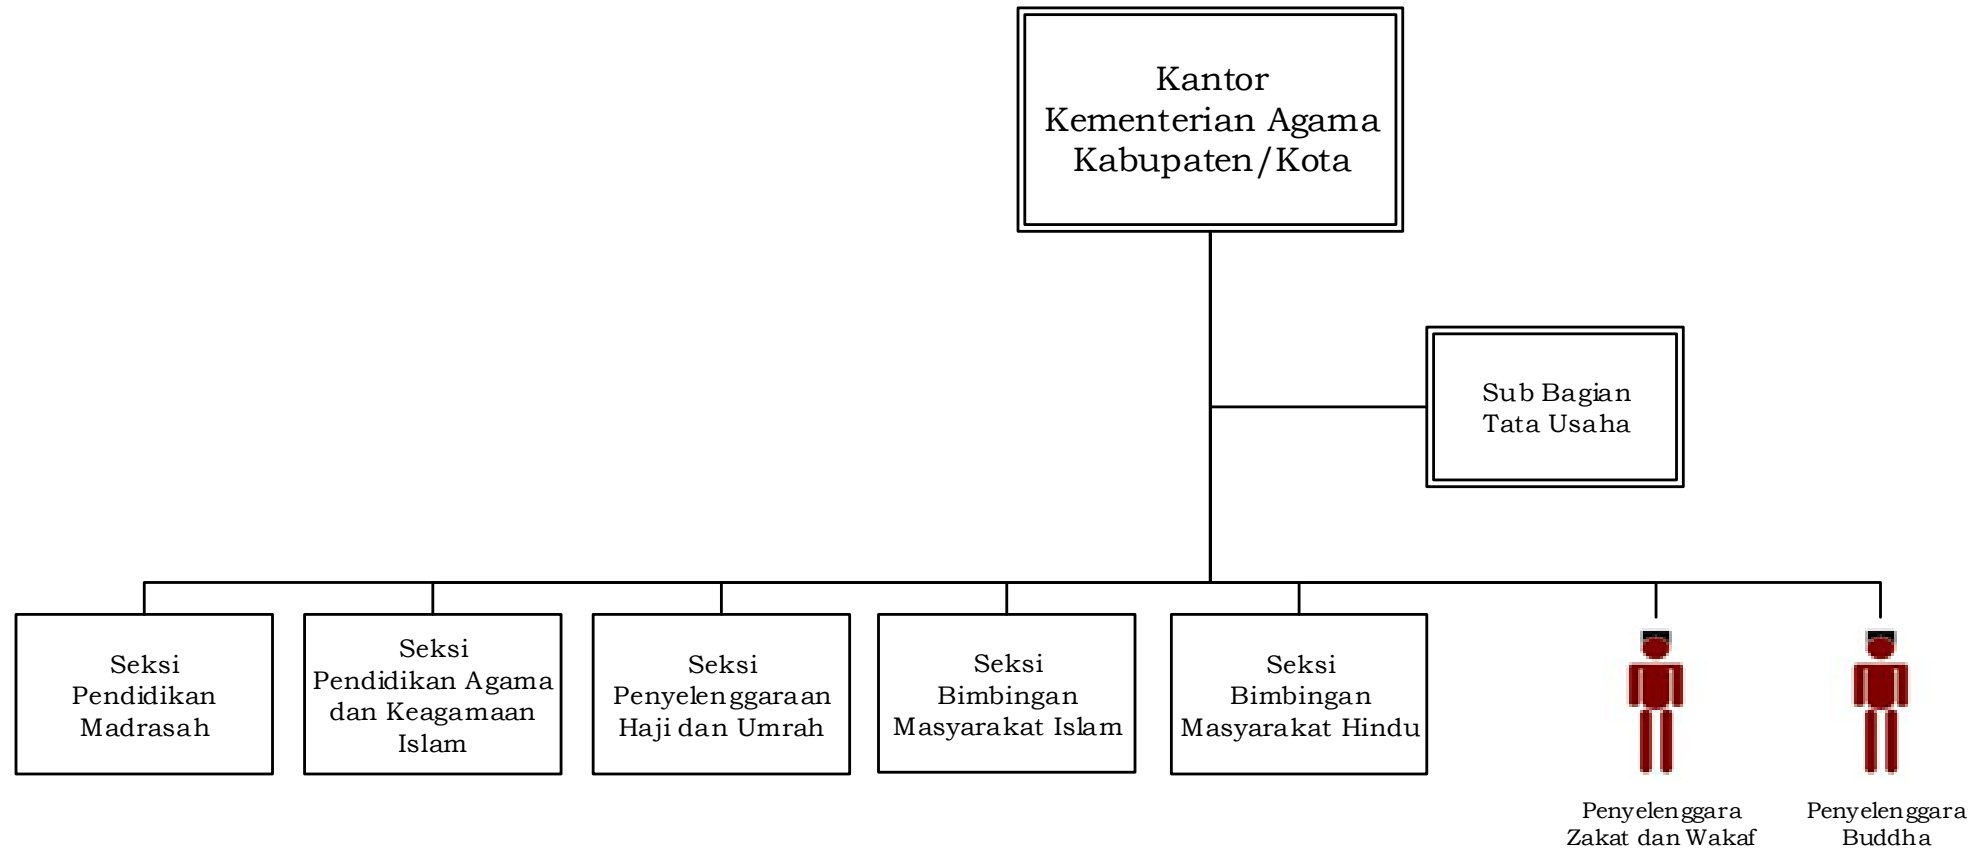 Kantor
Kementerian Agama
Kabupaten/Kota
Sub Bagian
Tata Usaha
Seksi
Pendidikan
Madrasah
Seksi
Pendidikan Agama
dan Keagamaan
Islam
Seksi
Penyelenggaraan
Haji dan Umrah
Seksi
Bimbingan
Masyarakat Islam
Seksi
Bimbingan
Masyarakat Hindu
Penyelenggara
Zakat dan Wakaf
Penyelenggara
Buddha